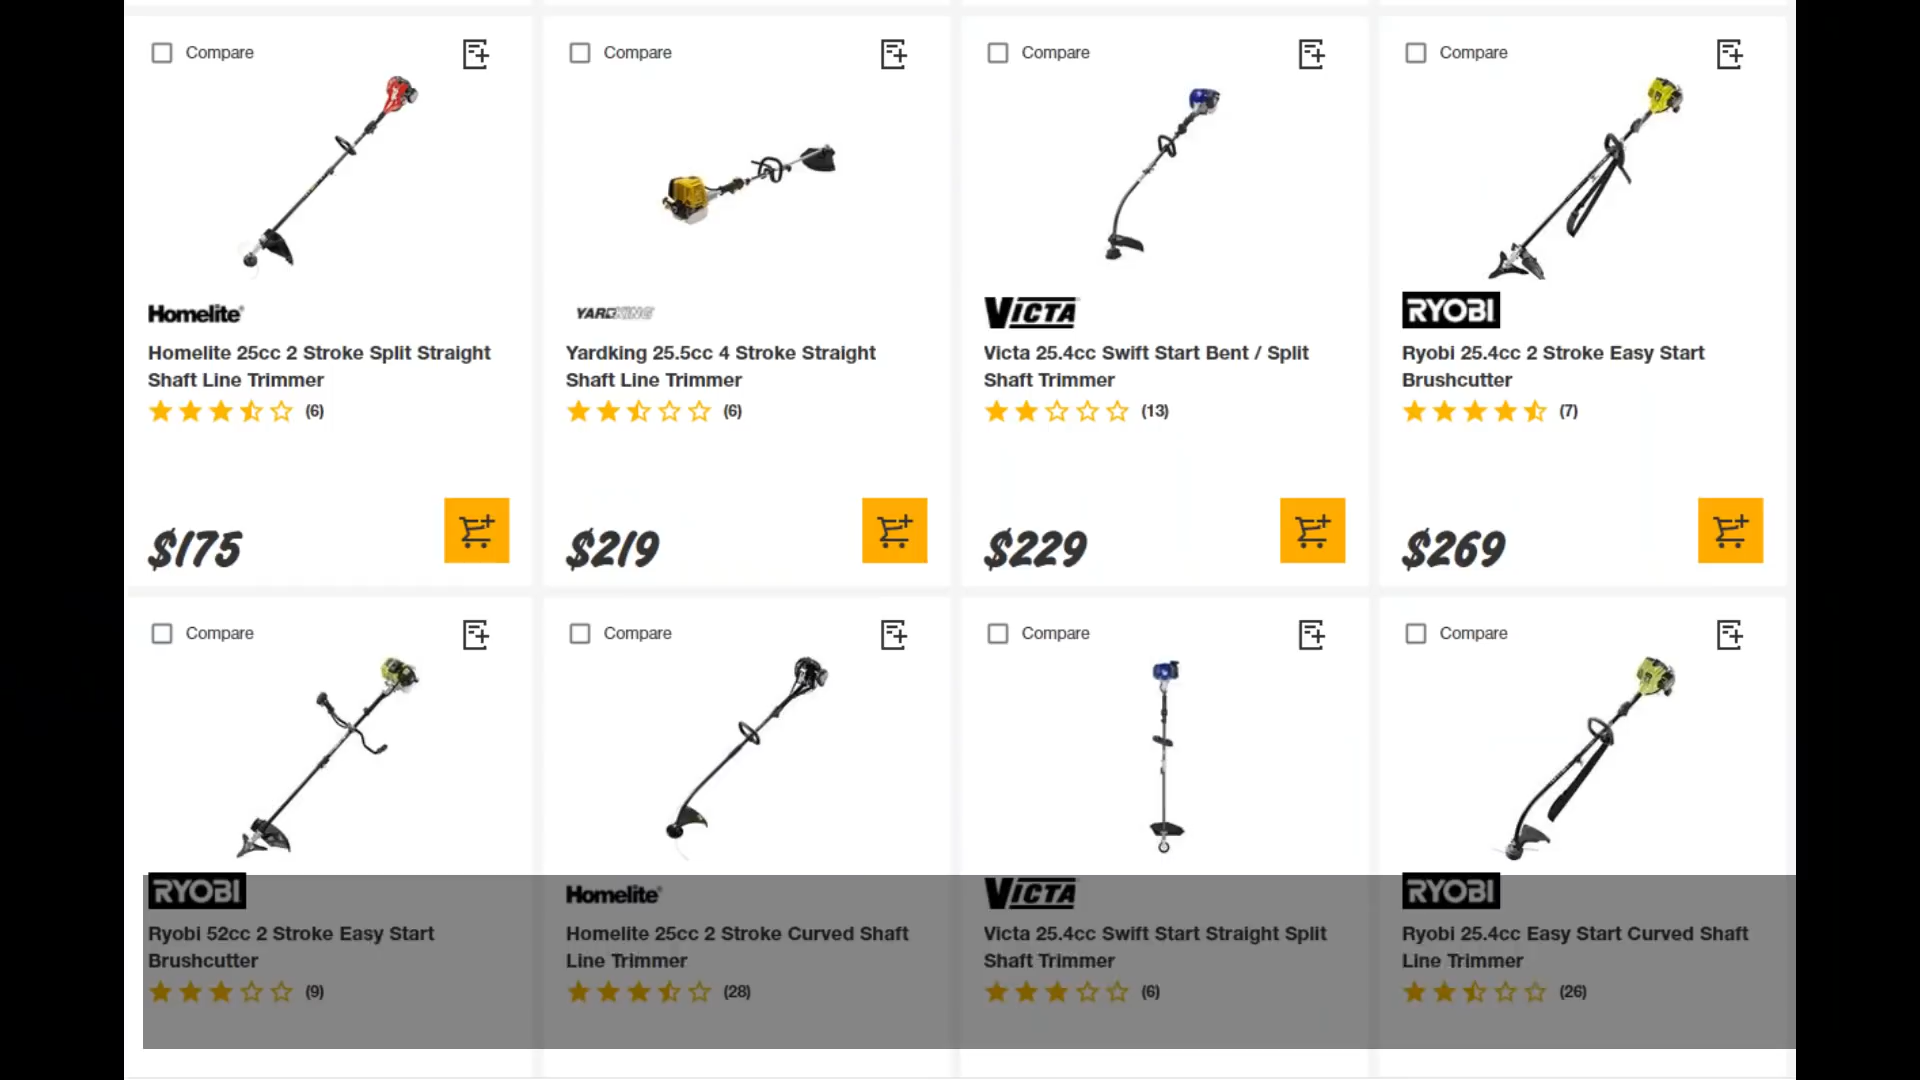 Compare
Compare
Compare
Compare
Homelite
YARDKING
VICTA
RYOBI
Homelite 25cc 2 Stroke Split Straight
Shaft Line Trimmer
(6)
Yardking 25.5cc 4 Stroke Straight
Shaft Line Trimmer
(6)
Victa 25.4cc Swift Start Bent / Split
Shaft Trimmer
(13)
Ryobi 25.4cc 2 Stroke Easy Start
Brushcutter
(7)
$175
$219
$229
$269
Compare
Compare
Compare
Compare
RYOBI
Homelite
VICTA
RYOBI
Ryobi 52cc 2 Stroke Easy Start
Brushcutter
(9)
Homelite 25cc 2 Stroke Curved Shaft
Line Trimmer
(28)
Victa 25.4cc Swift Start Straight Split
Shaft Trimmer
(6)
Ryobi 25.4cc Easy Start Curved Shaft
Line Trimmer
(26)